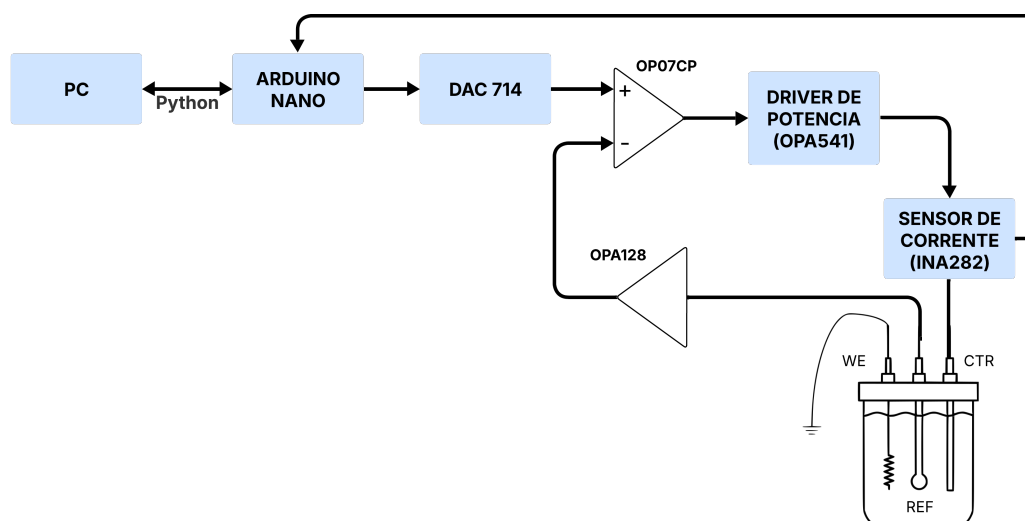 PC
Python
ARDUINO
NANO
DAC 714
OP07CP
+
-
DRIVER DE
POTENCIA
(OPA541)
SENSOR DE
CORRENTE
(INA282)
OPA128
WE
CTR
REF